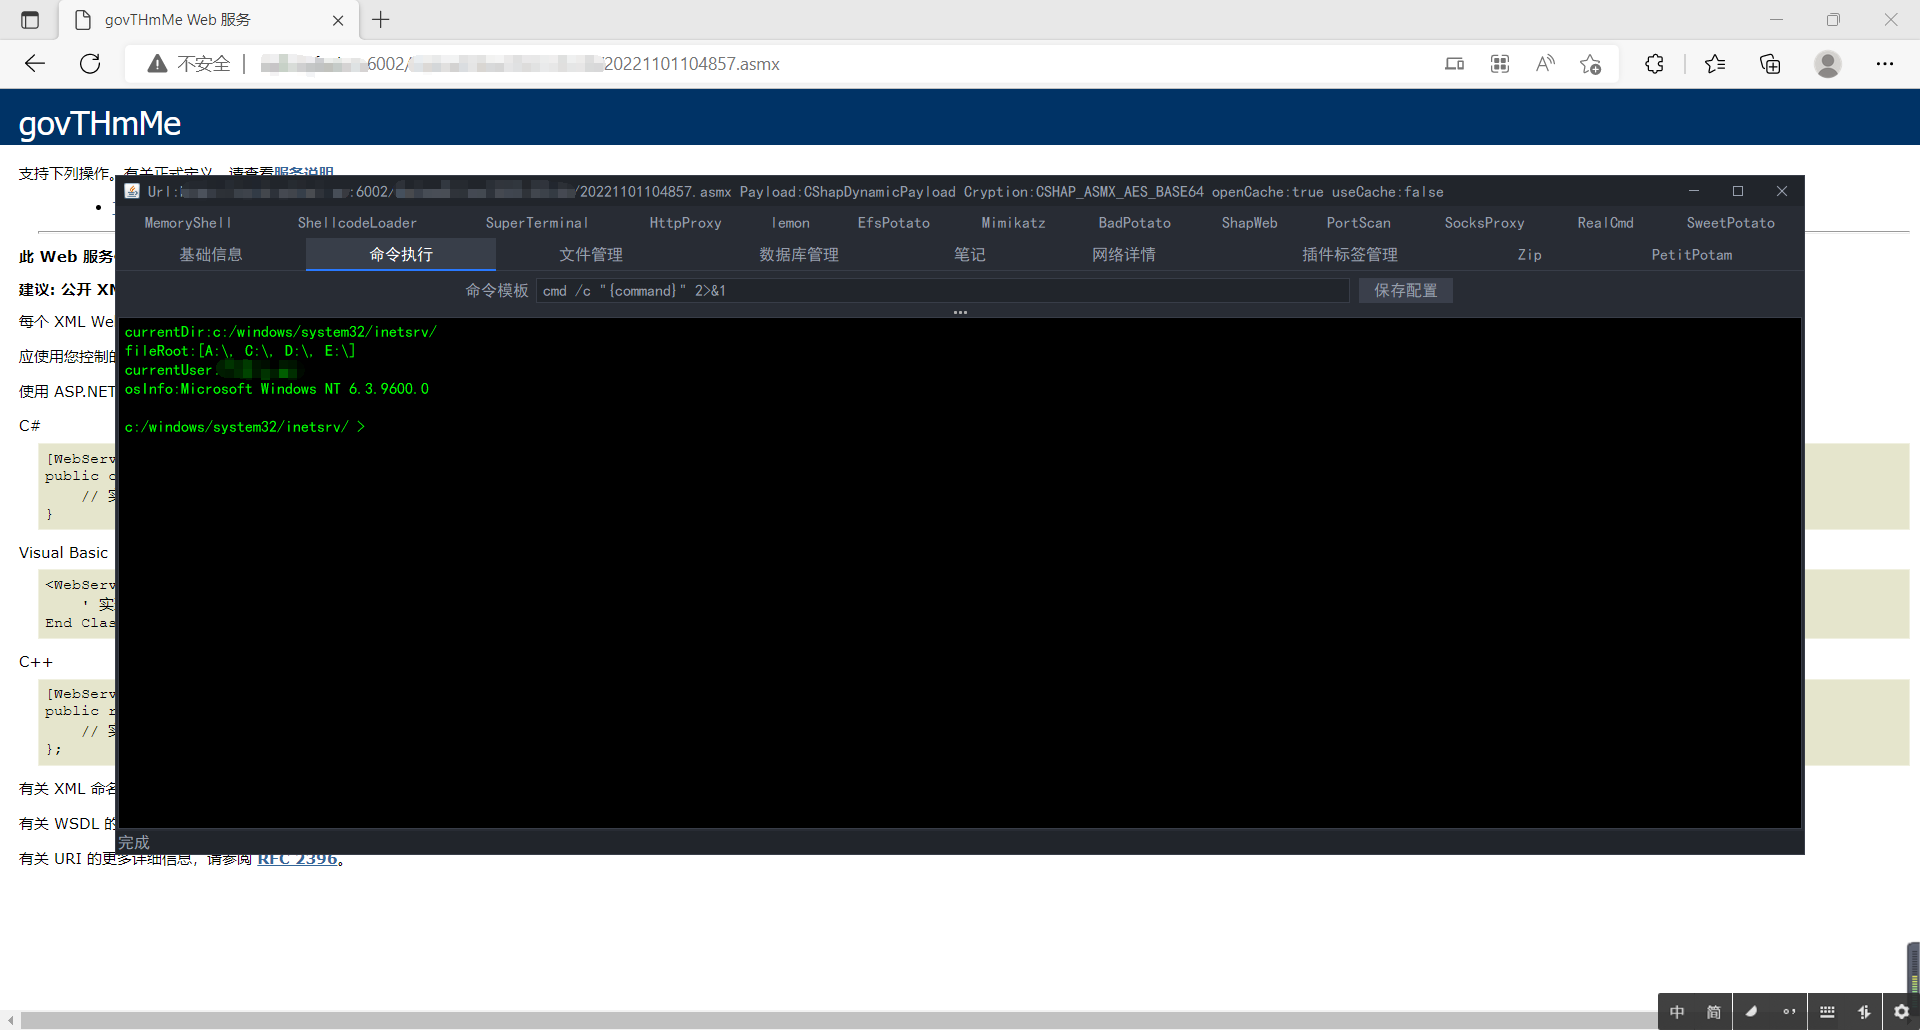 govTHmMe Web 服务
不安全
6002/
20221101104857.asmx
govTHmMe
支持下列操作。有关正式定义，请查看服务说明
Url:
:6002/
/20221101104857.asmx Payload:CShapDynamicPayload Cryption:CSHAP_ASMX_AES_BASE64 openCache:true useCache:false
MemoryShell ShellcodeLoader SuperTerminal HttpProxy lemon EfsPotato Mimikatz BadPotato ShapWeb PortScan SocksProxy RealCmd SweetPotato
基础信息 命令执行 文件管理 数据库管理 笔记 网络详情 插件标签管理 Zip PetitPotam
命令模板 cmd /c "{command}" 2>&1 保存配置
currentDir:c:/windows/system32/inetsrv/
fileRoot:[A:\, C:\, D:\, E:\]
currentUser:
osInfo:Microsoft Windows NT 6.3.9600.0
c:/windows/system32/inetsrv/ >
完成
此 Web 服务
建议: 公开 XM
每个 XML We
应使用您控制的
使用 ASP.NET
C#
[WebServ
public c
// 实
}
Visual Basic
<WebServ
' 实
End Clas
C++
[WebServ
public r
// 实
};
有关 XML 命名
有关 WSDL 的
有关 URI 的更多详细信息，请参阅 RFC 2396。
中 简